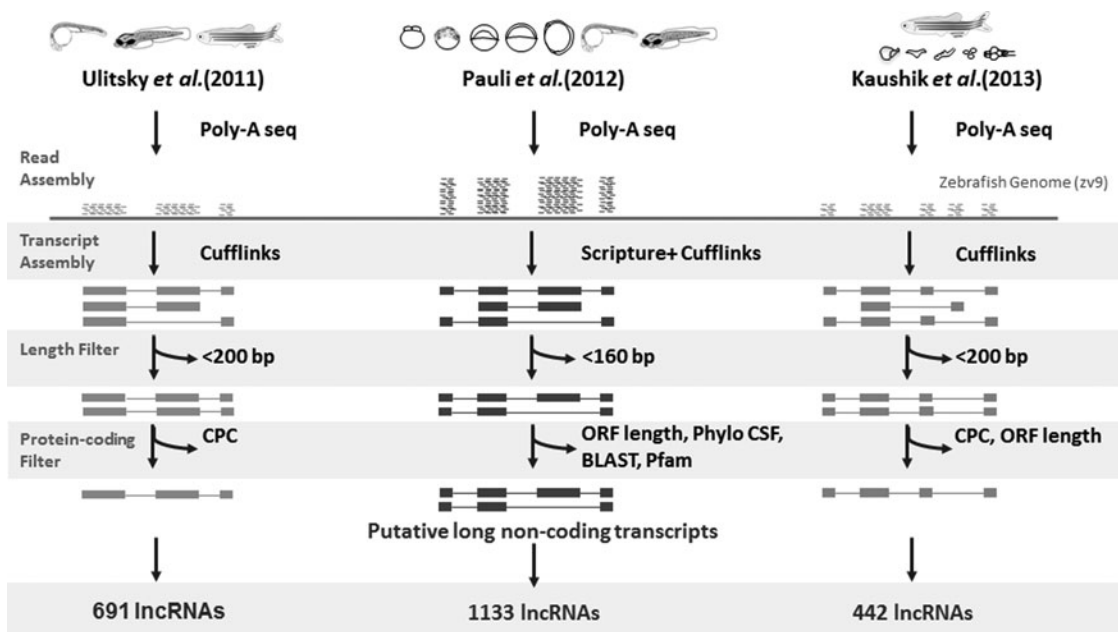 Ulitsky et al.(2011)
Pauli et al.(2012)
Kaushik et al.(2013)
Poly-A seq
Poly-A seq
Poly-A seq
Read
Assembly
Zebrafish Genome (zv9)
Transcript
Assembly
Cufflinks
Scripture+ Cufflinks
Cufflinks
Length Filter
<200 bp
<160 bp
<200 bp
Protein-coding
Filter
CPC
ORF length, Phylo CSF,
BLAST, Pfam
CPC, ORF length
Putative long non-coding transcripts
691 lncRNAs
1133 lncRNAs
442 lncRNAs